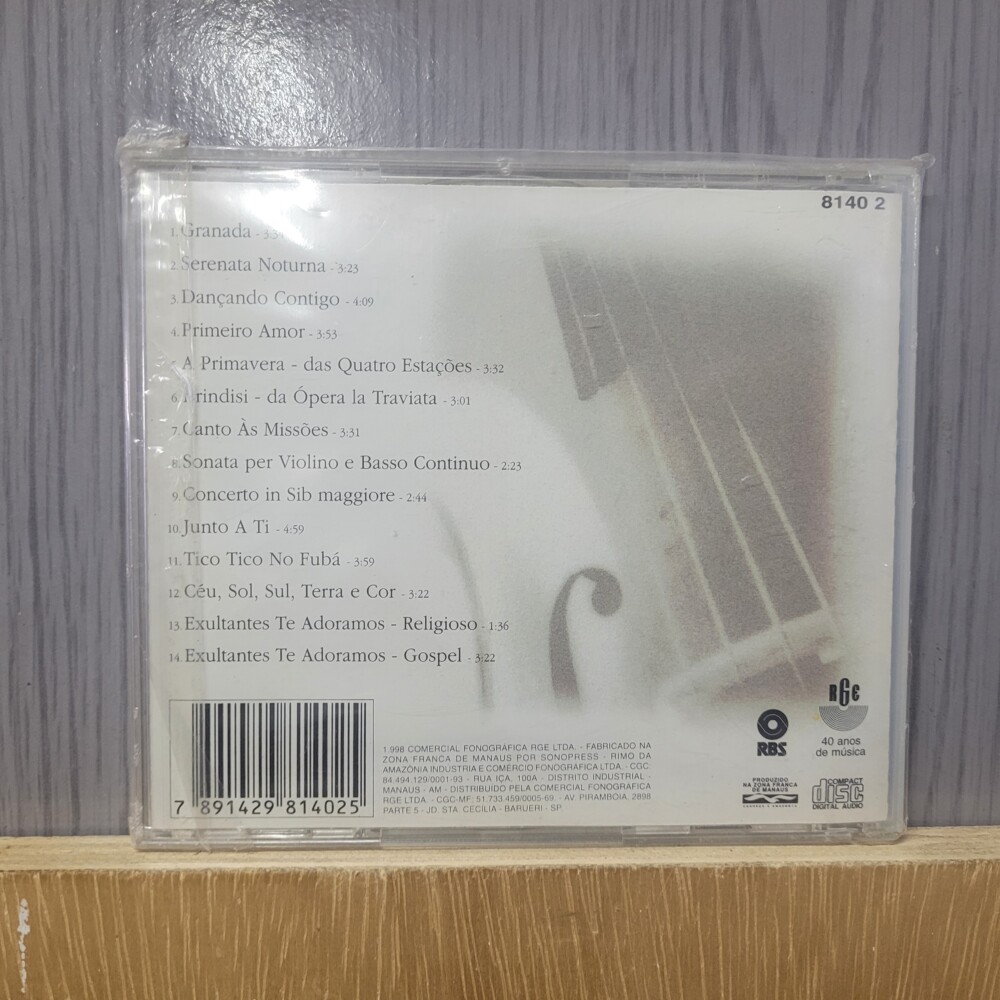 8140 2
1. Granada -
2. Serenata Noturna - 3:23
3. Dançando Contigo - 4:09
4. Primeiro Amor - 3:53
A Primavera - das Quatro Estações - 3:32
6. Brindisi - da Ópera la Traviata - 3:01
7. Canto Às Missões - 3:31
8. Sonata per Violino e Basso Continuo - 2:23
9. Concerto in Sib maggiore - 2:44
10. Junto A Ti - 4:59
11. Tico Tico No Fubá - 3:59
12. Céu, Sol, Sul, Terra e Cor - 3:22
13. Exultantes Te Adoramos - Religioso - 1:36
14. Exultantes Te Adoramos - Gospel - 3:22
7 891429 814025
1.998 COMERCIAL FONOGRÁFICA RGE LTDA. - FABRICADO NA
ZONA FRANCA DE MANAUS POR SONOPRESS - RIMO DA
AMAZÔNIA INDÚSTRIA E COMÉRCIO FONOGRÁFICA LTDA. - CGC
84.494.129/0001-93 - RUA IÇA, 100A - DISTRITO INDUSTRIAL -
MANAUS - AM - DISTRIBUÍDO PELA COMERCIAL FONOGRÁFICA
RGE LTDA. - CGC-MF: 51.733.459/0005-69. - AV. PIRAMBOIA, 2898
PARTE 5 - JD. STA. CECÍLIA - BARUERI - SP
RBS
RGE
40 anos
de música
PRODUZIDO
NA ZONA FRANCA
DE MANAUS
COMPACT
disc
DIGITAL AUDIO